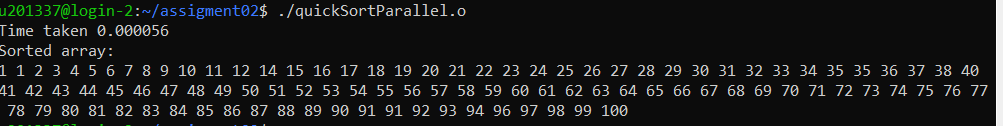 u201337@login-2:~/assigment02$ ./quickSortParallel.o
Time taken 0.000056
Sorted array:
1 1 2 3 4 5 6 7 8 9 10 11 12 14 15 16 17 18 19 20 21 22 23 24 25 26 27 28 29 30 31 32 33 34 35 35 36 37 38 40
41 42 43 44 45 46 47 48 49 50 51 52 53 54 55 56 57 58 59 60 61 62 63 64 65 66 67 68 69 70 71 72 73 74 75 76 77
78 79 80 81 82 83 84 85 86 87 88 89 90 91 91 92 93 94 96 97 98 99 100